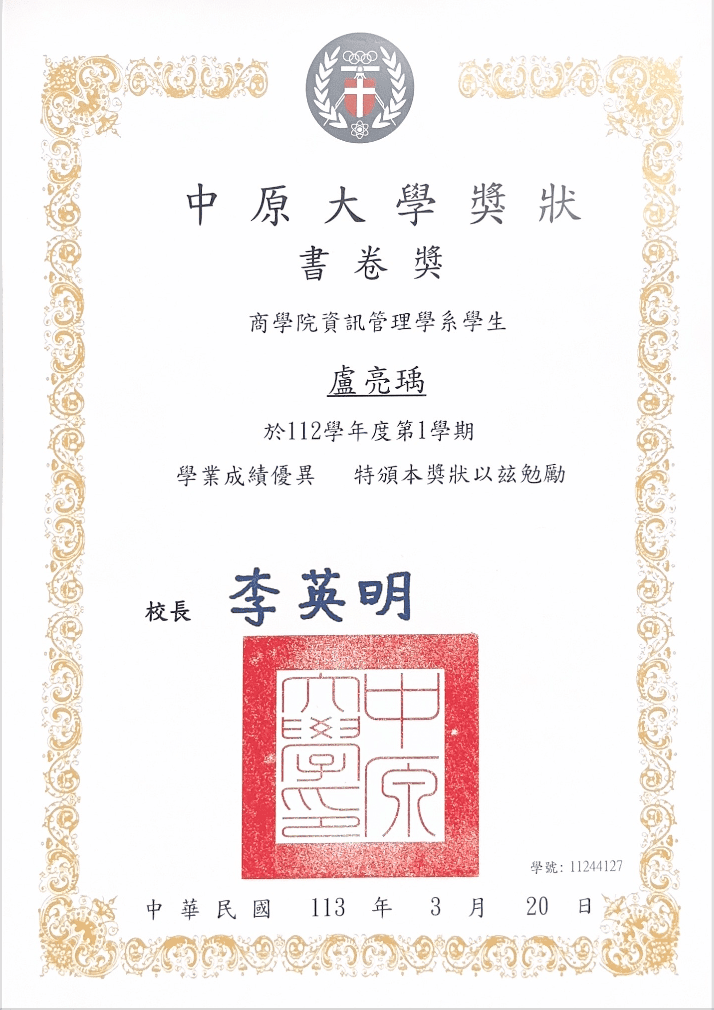 中原大學獎狀
書卷獎
商學院資訊管理學系學生
盧亮瑀
於112學年度第1學期
學業成績優異 特頒本獎狀以茲勉勵
校長 李英明
中原大學印
學號: 11244127
中華民國 113 年 3 月 20 日